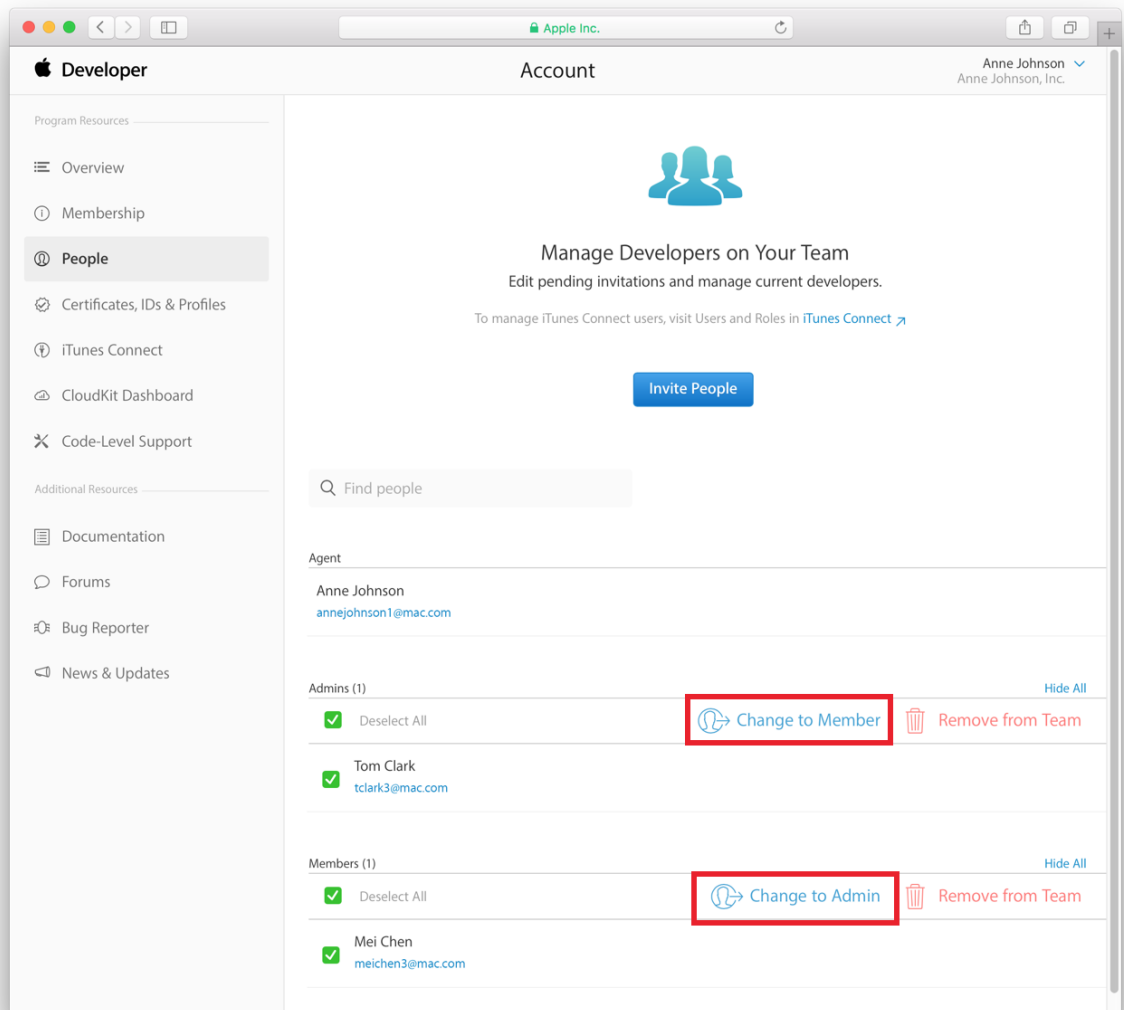 Apple Inc.
Developer
Account
Anne Johnson
Anne Johnson, Inc.
Program Resources
Overview
Membership
People
Certificates, IDs & Profiles
iTunes Connect
CloudKit Dashboard
Code-Level Support
Additional Resources
Documentation
Forums
Bug Reporter
News & Updates
Manage Developers on Your Team
Edit pending invitations and manage current developers.
To manage iTunes Connect users, visit Users and Roles in iTunes Connect
Invite People
Find people
Agent
Anne Johnson
annejohnson1@mac.com
Admins (1) Hide All
Deselect All Change to Member Remove from Team
Tom Clark
tclark3@mac.com
Members (1) Hide All
Deselect All Change to Admin Remove from Team
Mei Chen
meichen3@mac.com